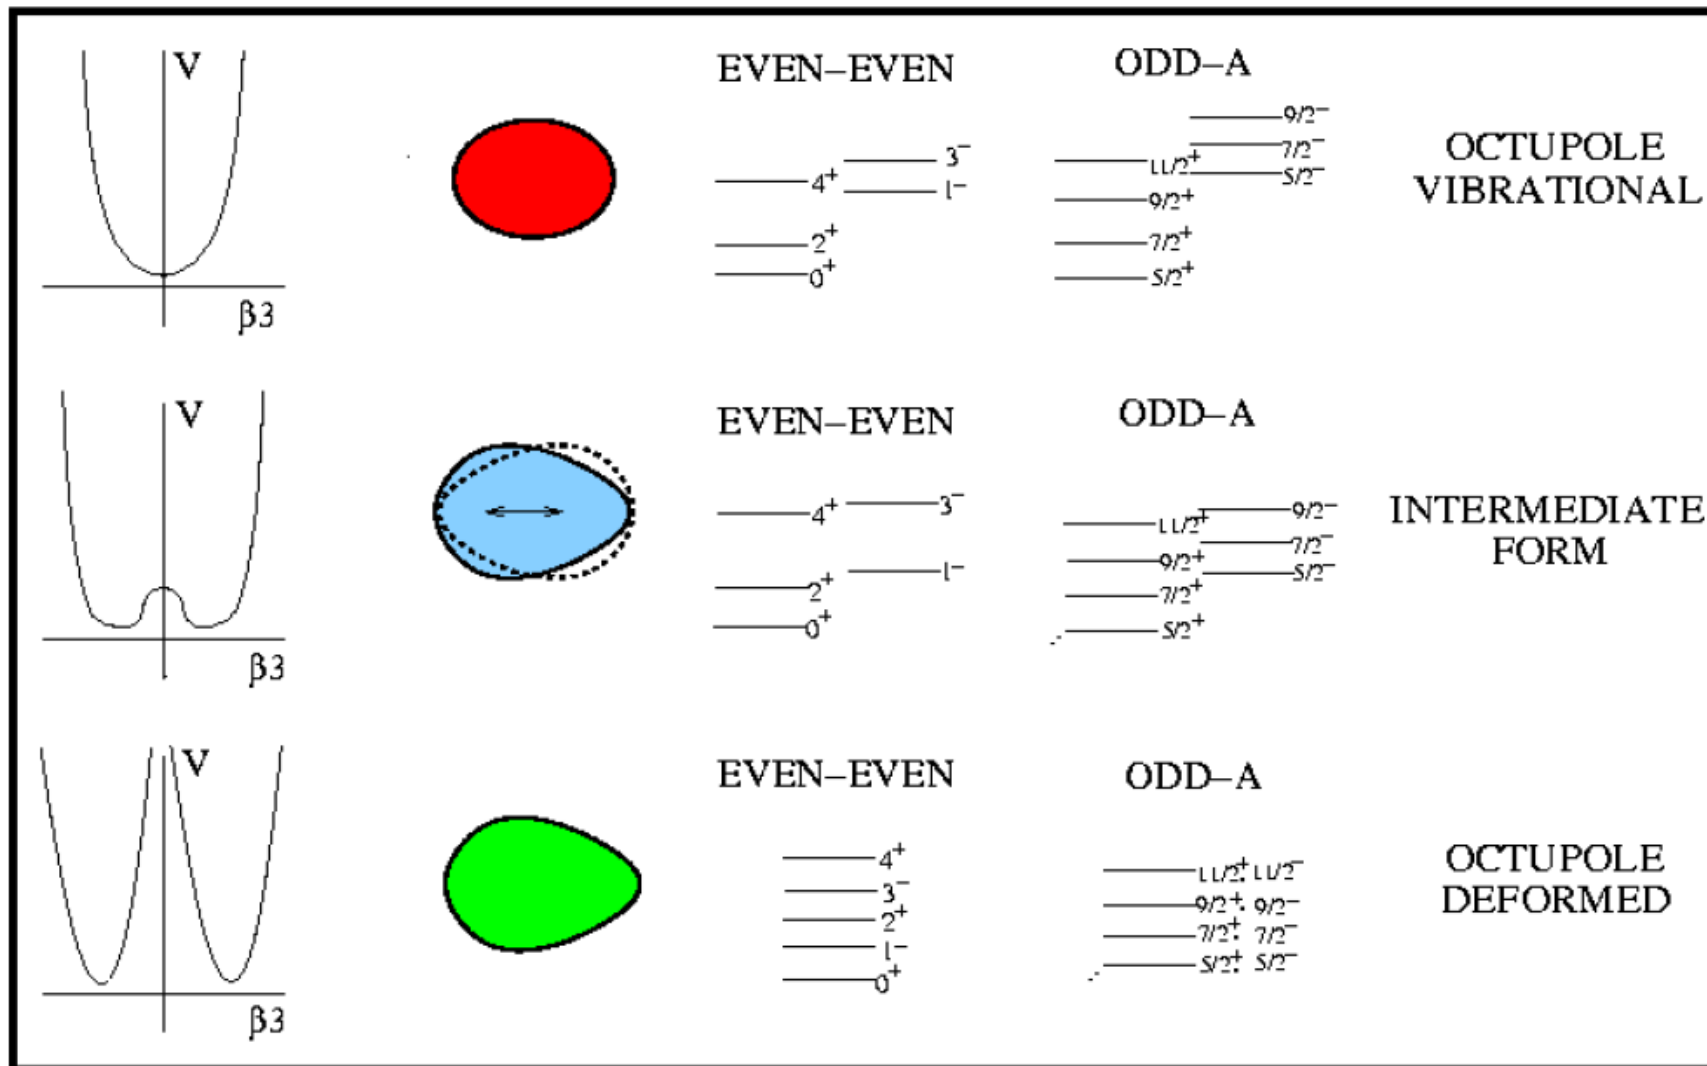 V
β3
EVEN–EVEN
4⁺
2⁺
0⁺
3⁻
1⁻
ODD–A
11/2⁺
9/2⁺
7/2⁺
5/2⁺
9/2⁻
7/2⁻
5/2⁻
OCTUPOLE
VIBRATIONAL
V
β3
EVEN–EVEN
4⁺
2⁺
0⁺
3⁻
1⁻
ODD–A
11/2⁺
9/2⁺
7/2⁺
5/2⁺
9/2⁻
7/2⁻
5/2⁻
INTERMEDIATE
FORM
V
β3
EVEN–EVEN
4⁺
3⁻
2⁺
1⁻
0⁺
ODD–A
11/2⁺, 11/2⁻
9/2⁺, 9/2⁻
7/2⁺, 7/2⁻
5/2⁺, 5/2⁻
OCTUPOLE
DEFORMED